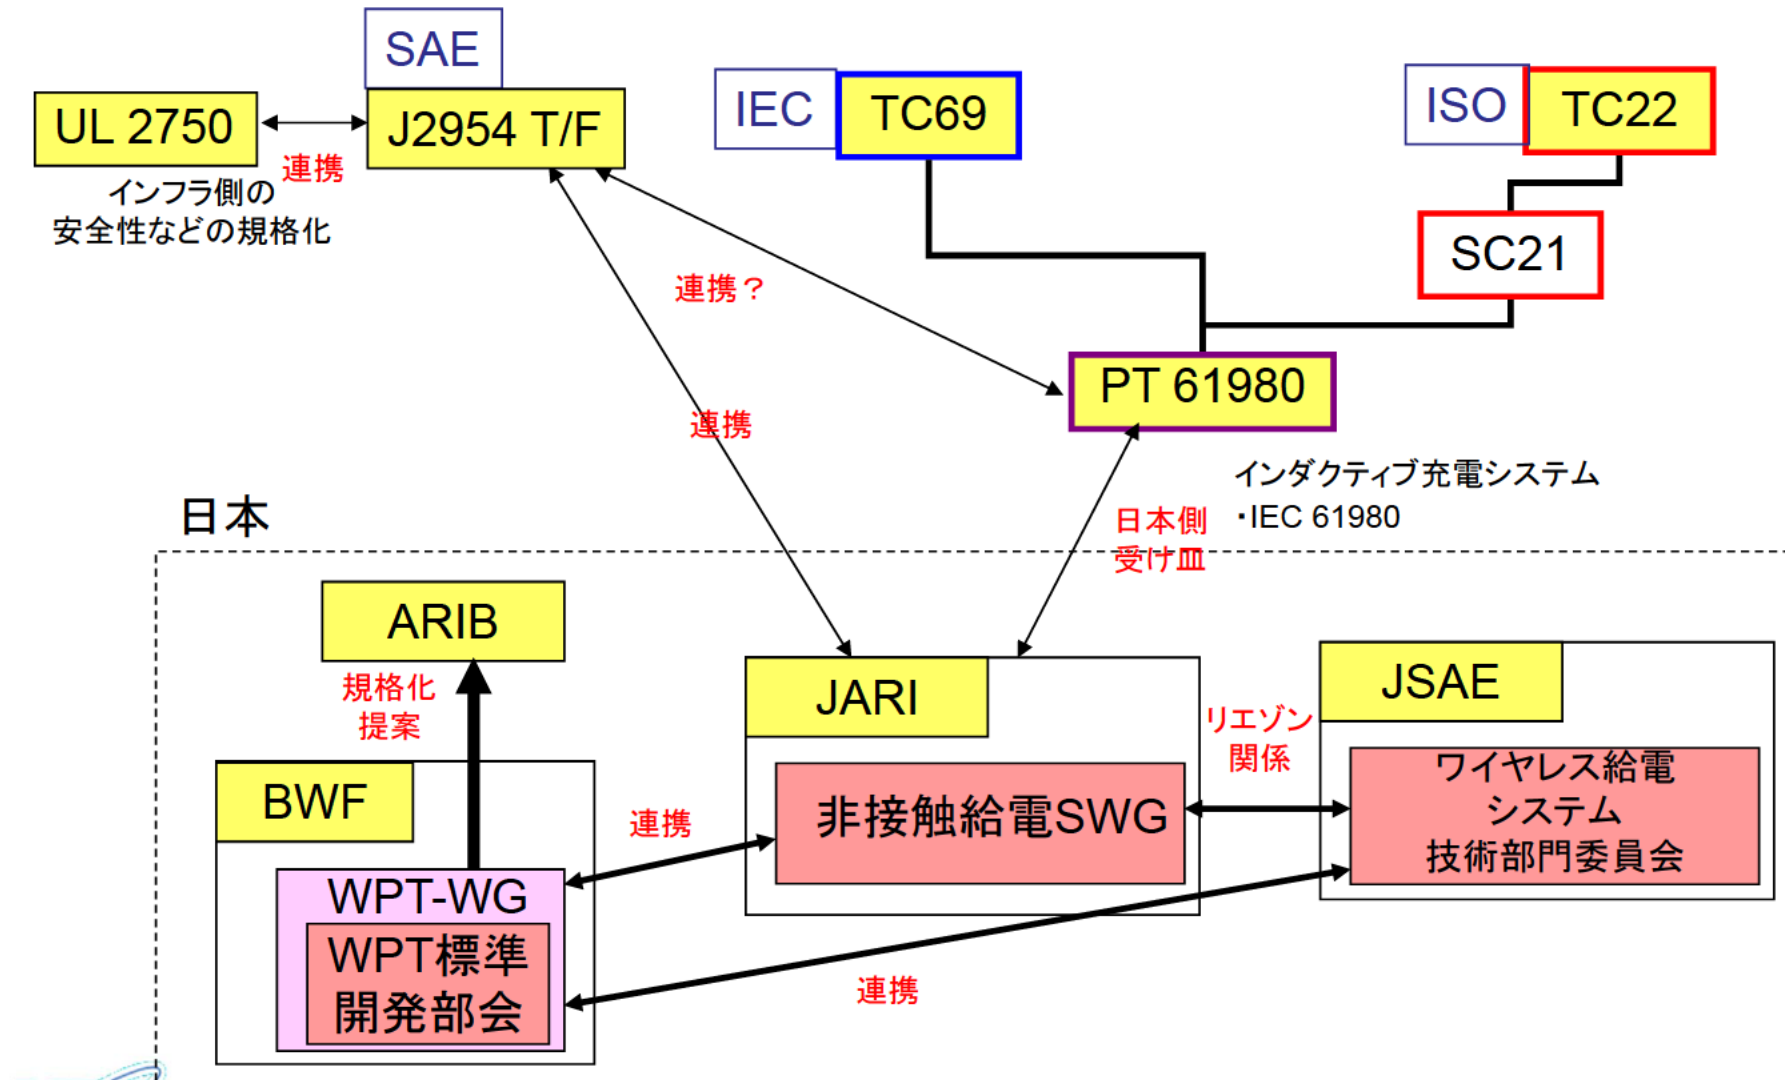 SAE
UL 2750
連携
J2954 T/F
インフラ側の
安全性などの規格化
IEC
TC69
ISO
TC22
SC21
連携？
連携
PT 61980
インダクティブ充電システム
・IEC 61980
日本側
受け皿
日本
ARIB
規格化
提案
BWF
WPT-WG
WPT標準
開発部会
連携
JARI
非接触給電SWG
リエゾン
関係
JSAE
ワイヤレス給電
システム
技術部門委員会
連携